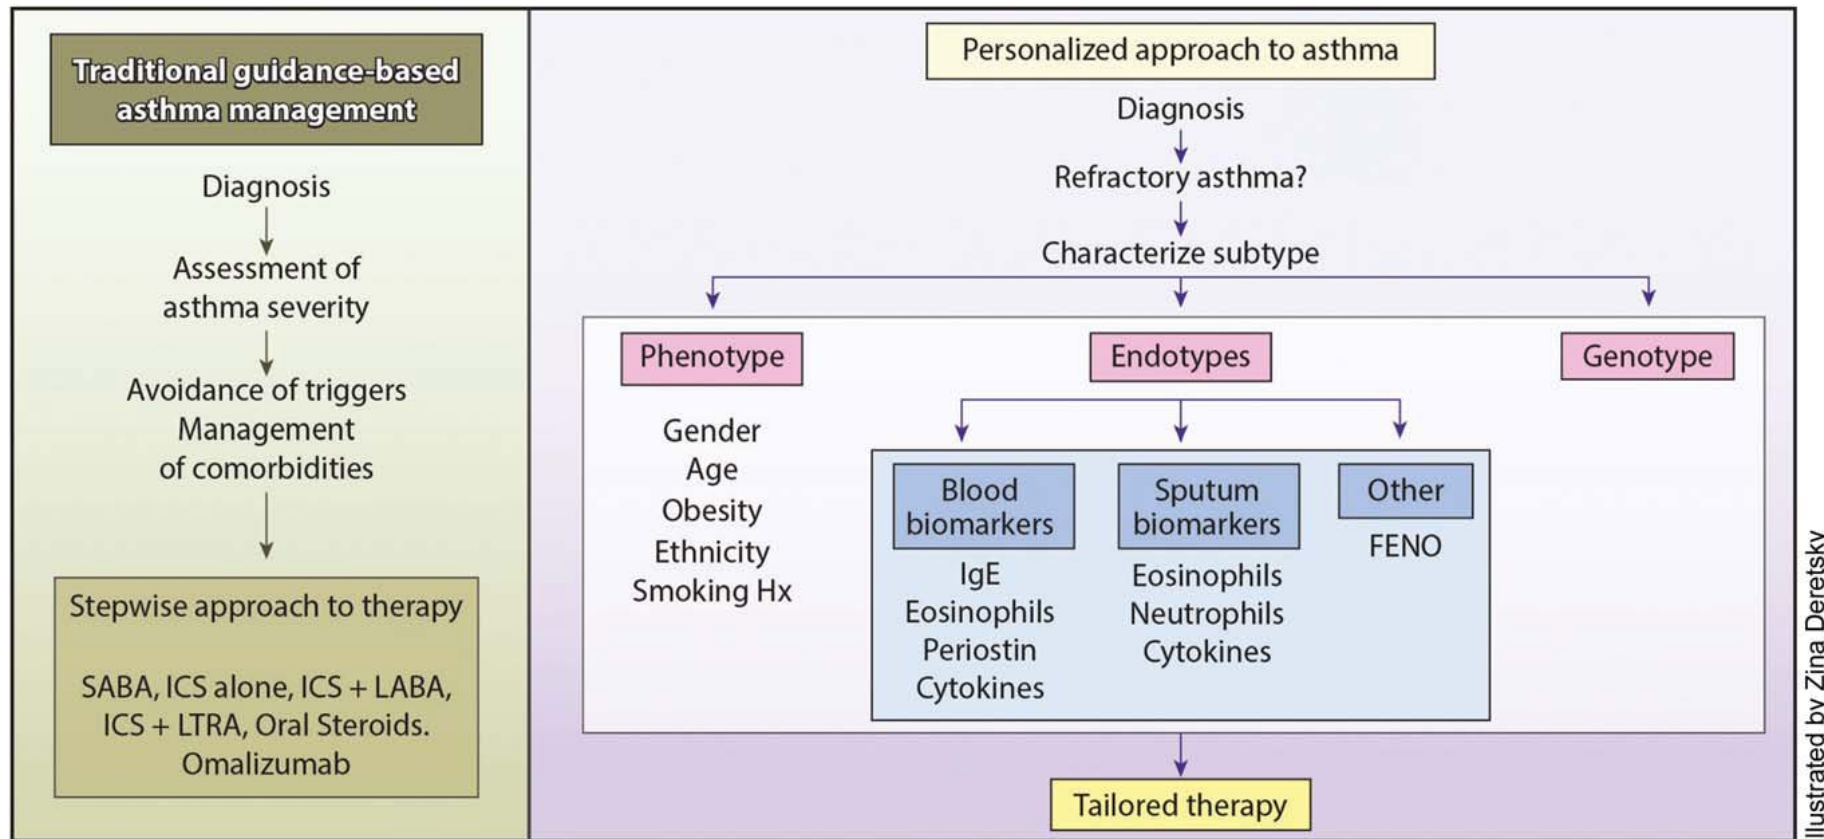 Traditional guidance-based
asthma management
Diagnosis
Assessment of
asthma severity
Avoidance of triggers
Management
of comorbidities
Stepwise approach to therapy
SABA, ICS alone, ICS + LABA,
ICS + LTRA, Oral Steroids.
Omalizumab
Personalized approach to asthma
Diagnosis
Refractory asthma?
Characterize subtype
Phenotype
Gender
Age
Obesity
Ethnicity
Smoking Hx
Endotypes
Blood
biomarkers
IgE
Eosinophils
Periostin
Cytokines
Sputum
biomarkers
Eosinophils
Neutrophils
Cytokines
Other
FENO
Genotype
Tailored therapy
Illustrated by Zina Deretsky